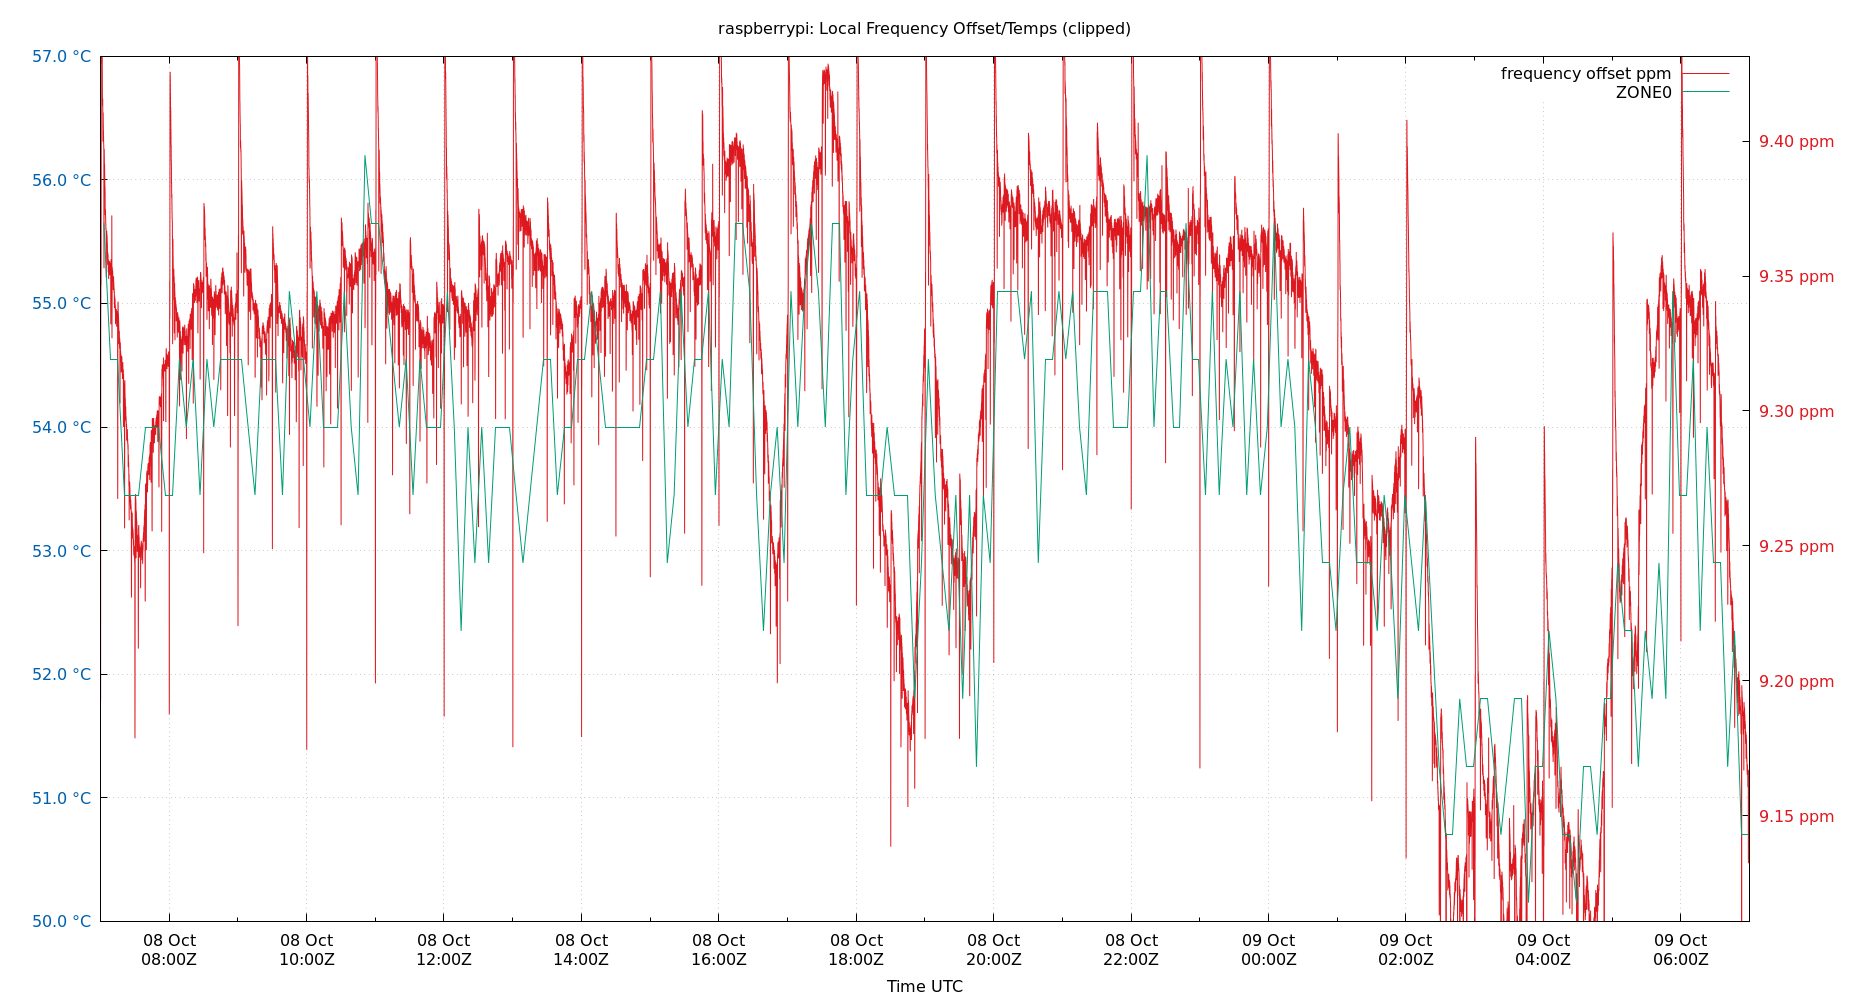 raspberrypi: Local Frequency Offset/Temps (clipped)
57.0 °C
56.0 °C
55.0 °C
54.0 °C
53.0 °C
52.0 °C
51.0 °C
50.0 °C
frequency offset ppm
ZONE0
9.40 ppm
9.35 ppm
9.30 ppm
9.25 ppm
9.20 ppm
9.15 ppm
08 Oct
08:00Z
08 Oct
10:00Z
08 Oct
12:00Z
08 Oct
14:00Z
08 Oct
16:00Z
08 Oct
18:00Z
08 Oct
20:00Z
08 Oct
22:00Z
09 Oct
00:00Z
09 Oct
02:00Z
09 Oct
04:00Z
09 Oct
06:00Z
Time UTC